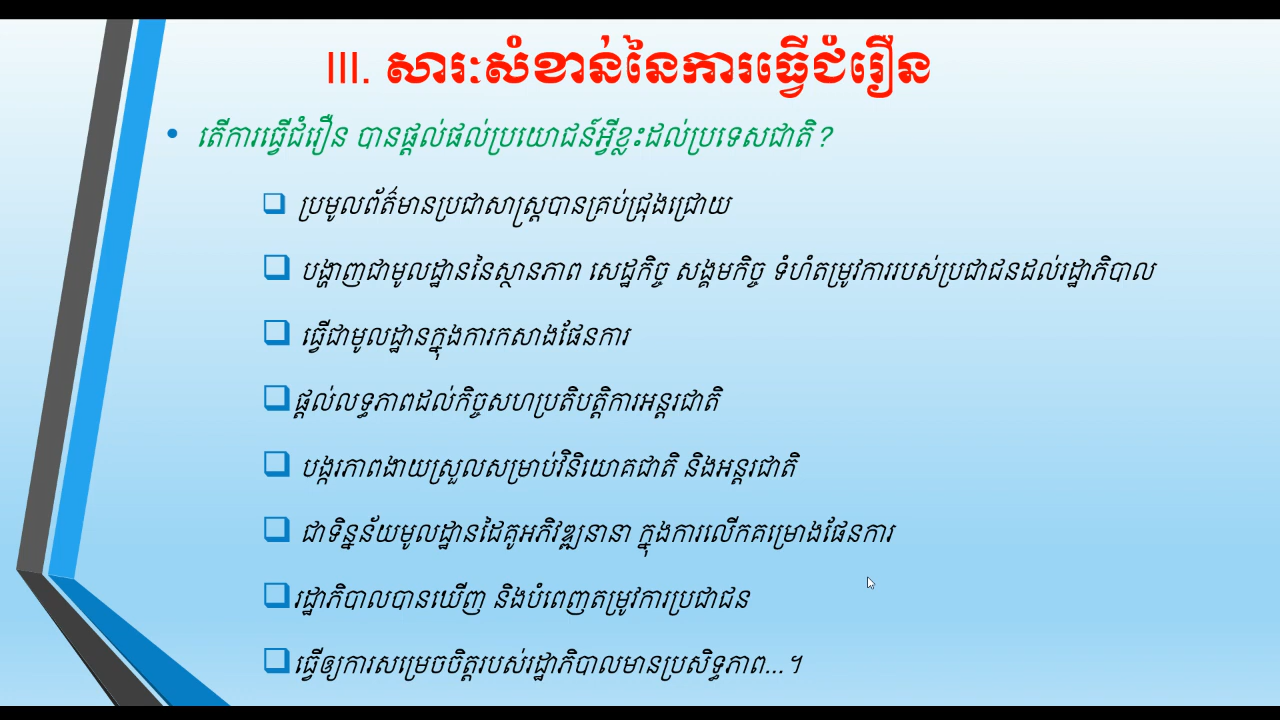 III. សារៈសំខាន់នៃការធ្វើជំរឿន
• តើការធ្វើជំរឿន បានផ្តល់ផល់ប្រយោជន៍អ្វីខ្លះដល់ប្រទេសជាតិ?
❑ ប្រមូលព័ត៌មានប្រជាសាស្ត្របានគ្រប់ជ្រុងជ្រោយ
❑ បង្ហាញជាមូលដ្ឋាននៃស្ថានភាព សេដ្ឋកិច្ច សង្គមកិច្ច ទំហំតម្រូវការរបស់ប្រជាជនដល់រដ្ឋាភិបាល
❑ ធ្វើជាមូលដ្ឋានក្នុងការកសាងផែនការ
❑ ផ្តល់លទ្ធភាពដល់កិច្ចសហប្រតិបត្តិការអន្តរជាតិ
❑ បង្ករភាពងាយស្រួលសម្រាប់វិនិយោគជាតិ និងអន្តរជាតិ
❑ ជាទិន្នន័យមូលដ្ឋានដៃគូអភិវឌ្ឍនានា ក្នុងការលើកគម្រោងផែនការ
❑ រដ្ឋាភិបាលបានឃើញ និងបំពេញតម្រូវការប្រជាជន
❑ ធ្វើឲ្យការសម្រេចចិត្តរបស់រដ្ឋាភិបាលមានប្រសិទ្ធភាព...។